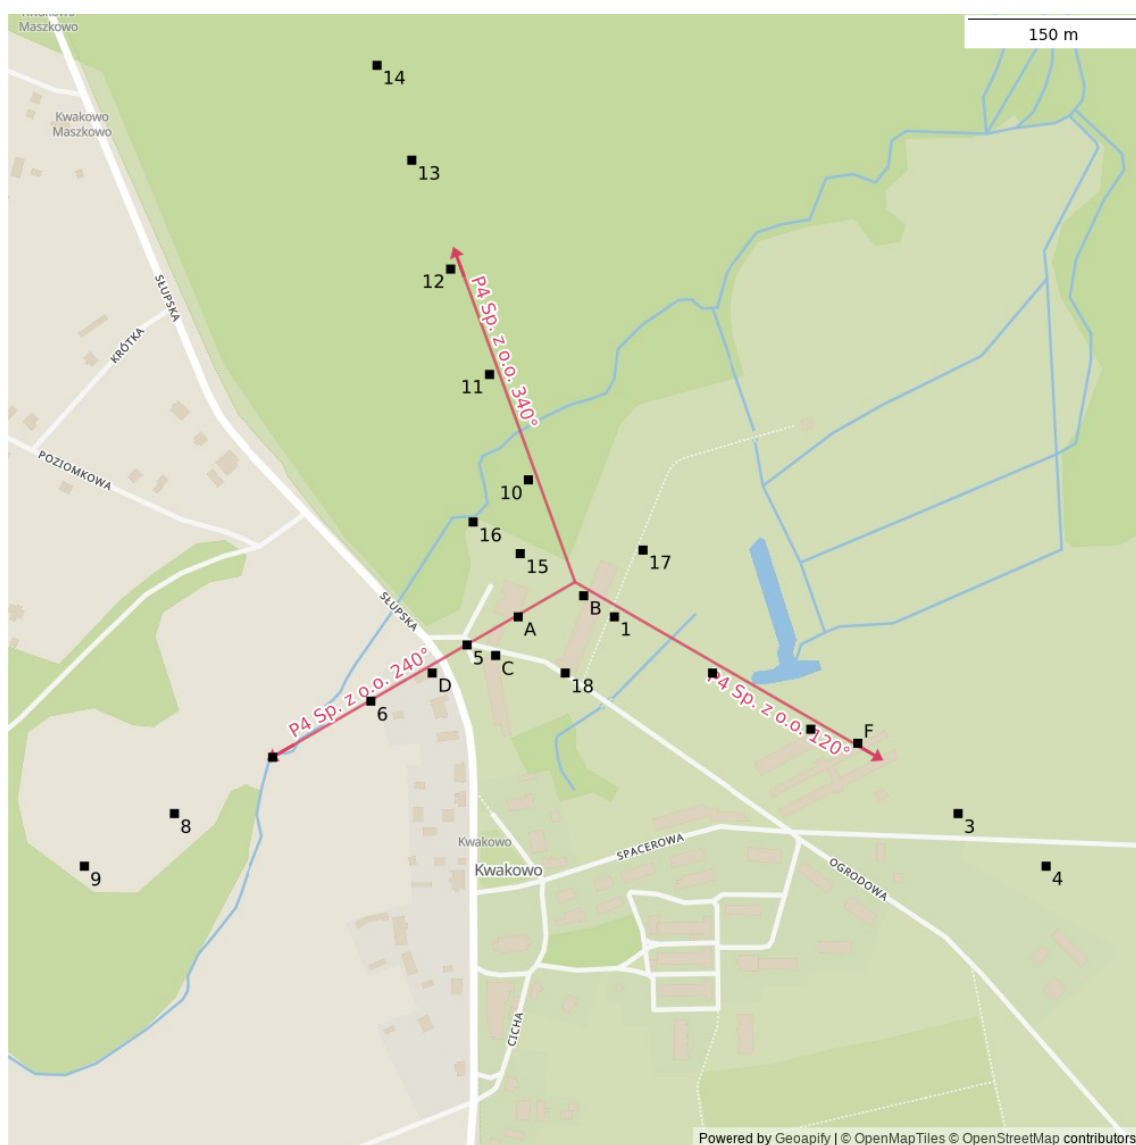 Kwakowo
Maszkowo
150 m
14
Kwakowo
Maszkowo
13
SŁUPSKA
12
P4 Sp. z o.o. 340°
KRÓTKA
11
POZIOMKOWA
10
16
15
17
SŁUPSKA
B
A
1
5
C
D
18
P4 Sp. z o.o. 240°
6
P4 Sp. z o.o. 120°
F
8
3
Kwakowo
SPACEROWA
Kwakowo
9
OGRODOWA
4
CICHA
Powered by Geoapify | © OpenMapTiles © OpenStreetMap contributors